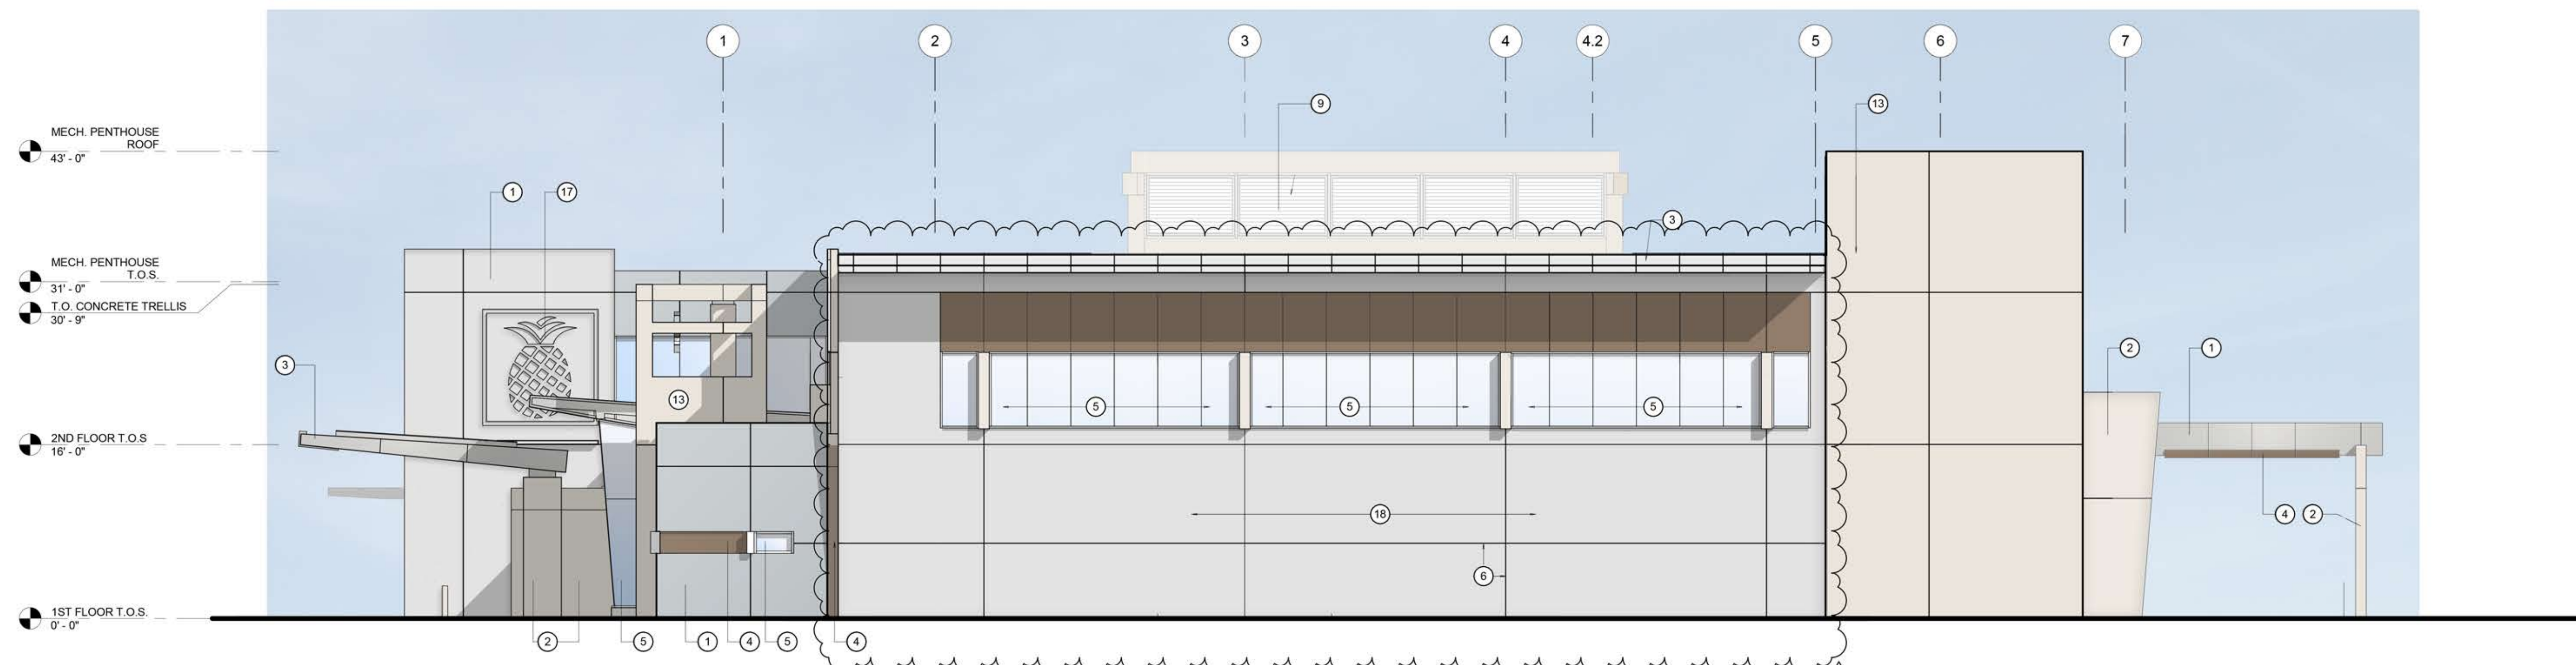 1 2 3 4 4.2 5 6 7
9 13
MECH. PENTHOUSE
ROOF
43' - 0"
1 17
3
MECH. PENTHOUSE
T.O.S.
31' - 0"
T.O. CONCRETE TRELLIS
30' - 9"
3 2 1
13 5 5 5
2ND FLOOR T.O.S
16' - 0"
18 4 2
6
1ST FLOOR T.O.S.
0' - 0"
2 5 1 4 5 4